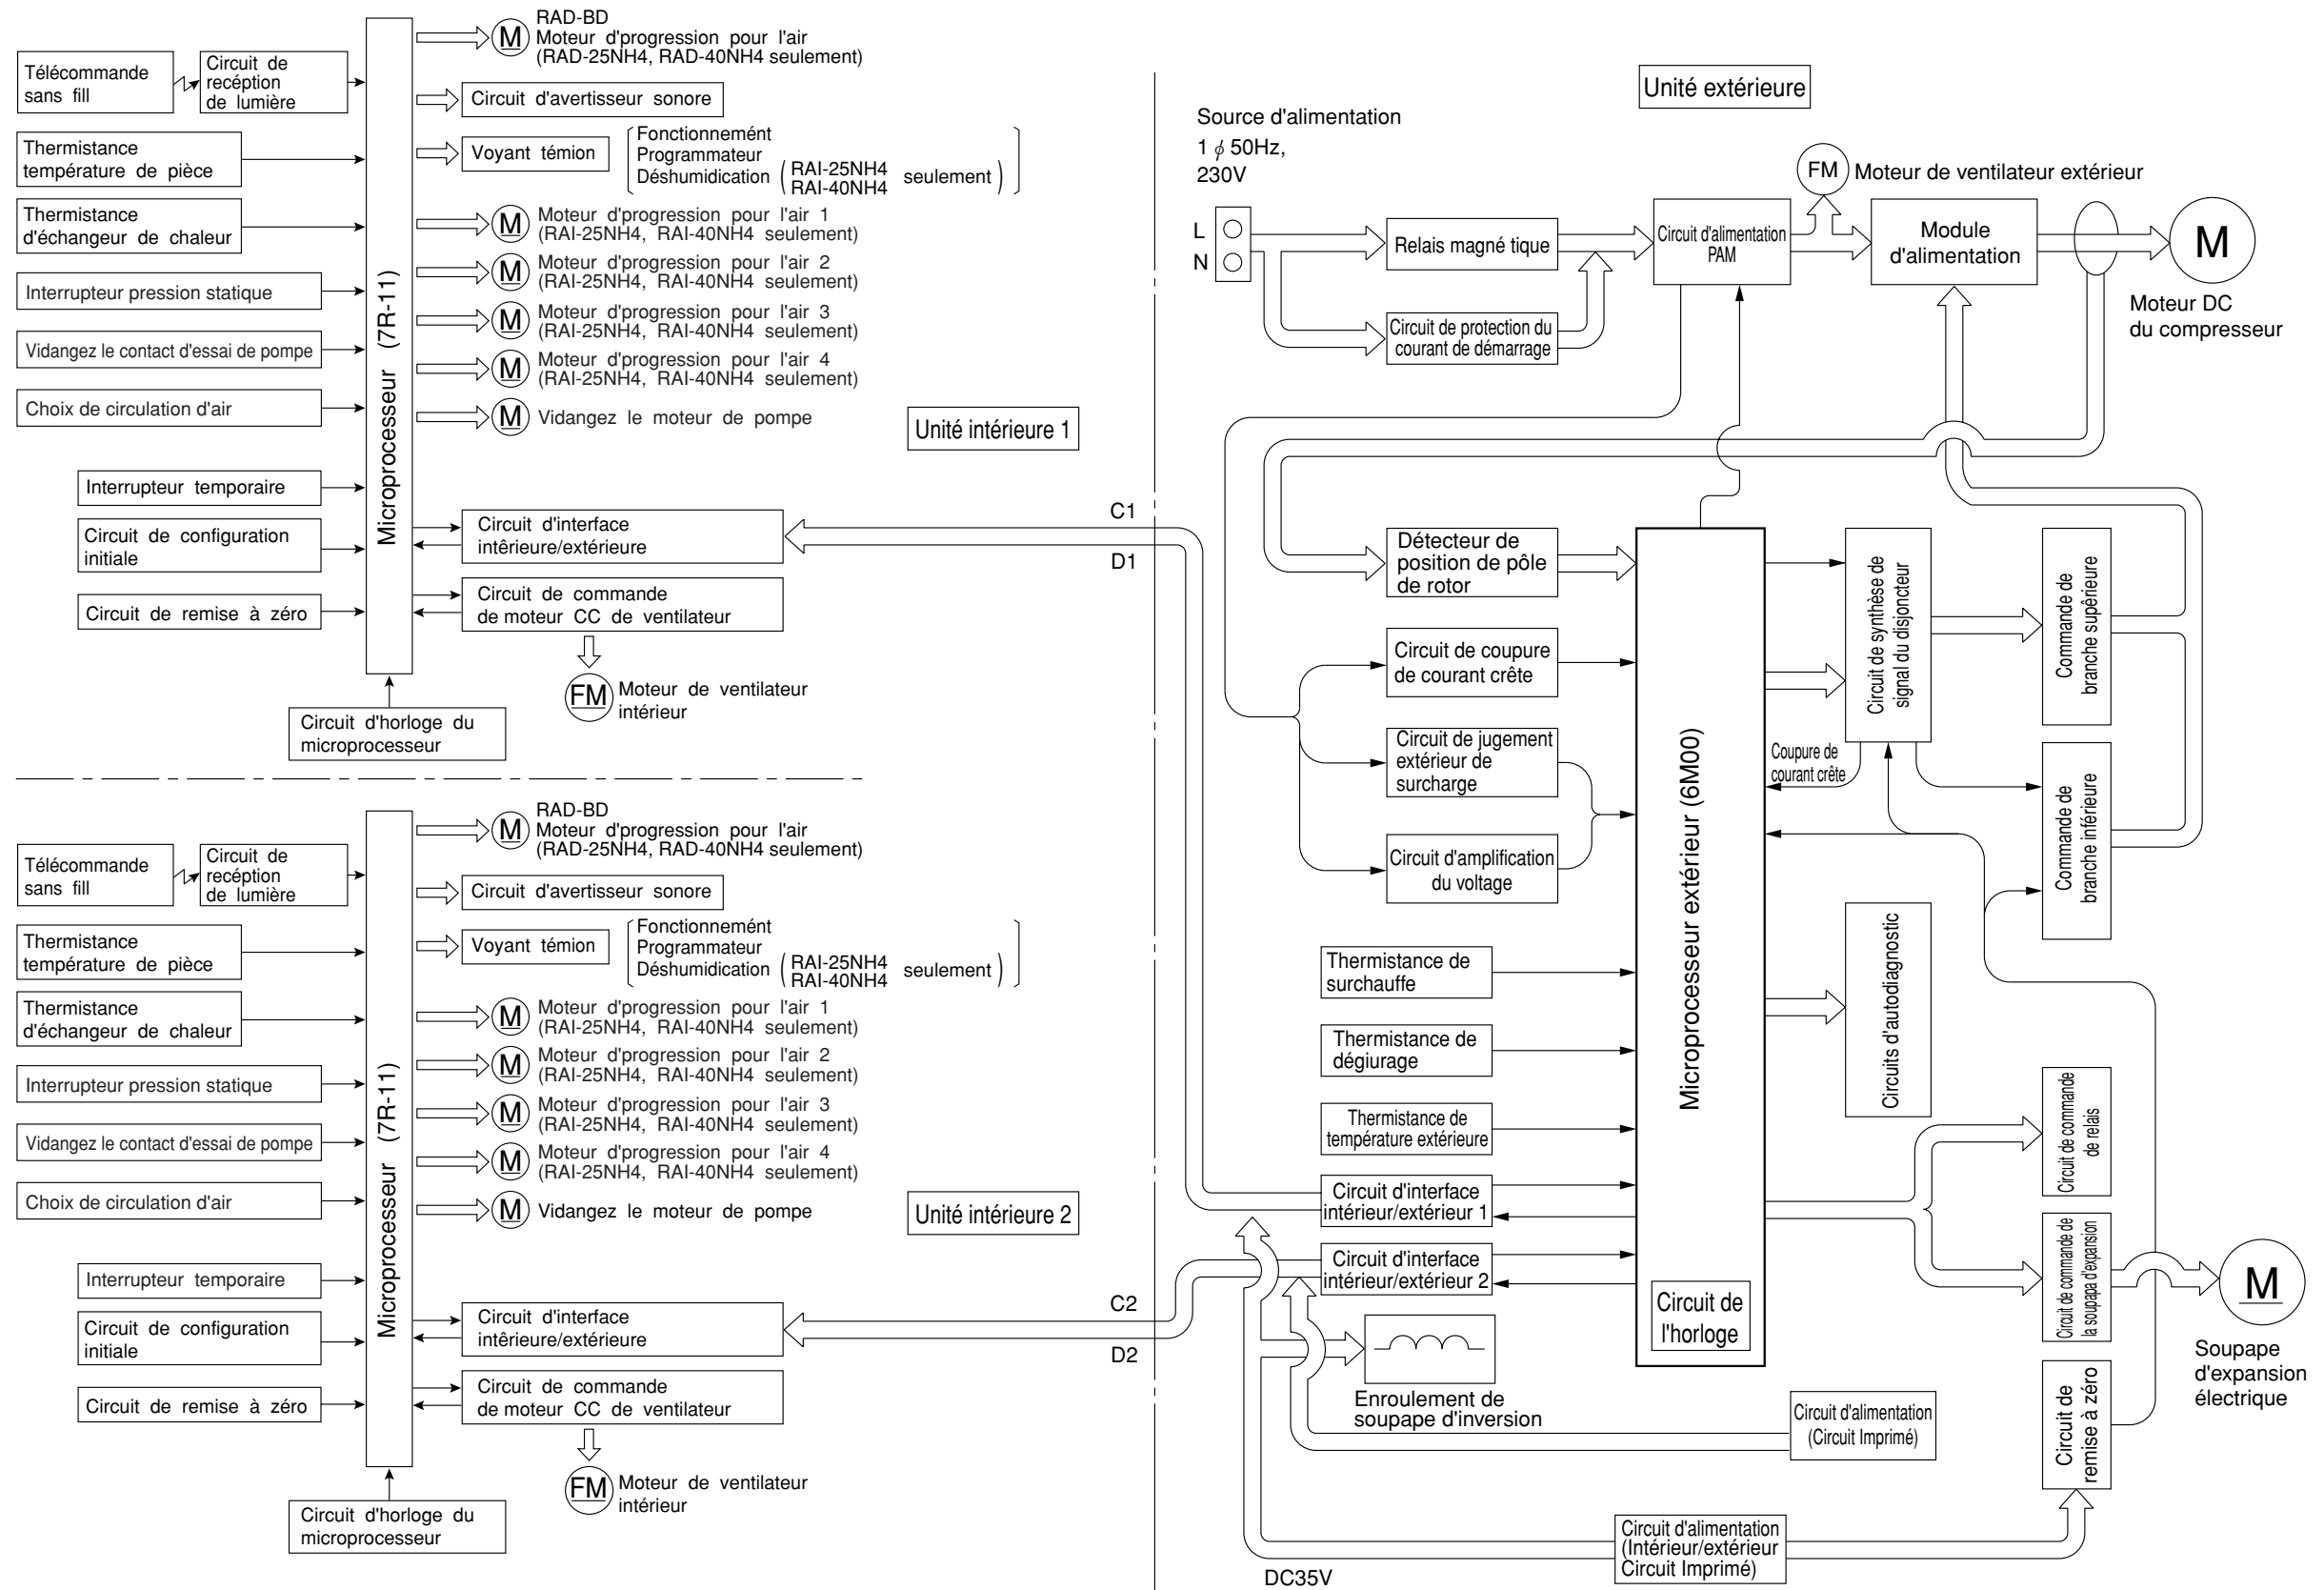 RAD-BD
Moteur d'progression pour l'air
(RAD-25NH4, RAD-40NH4 seulement)
Télécommande
sans fill
Circuit de
recéption
de lumière
Circuit d'avertisseur sonore
Thermistance
température de pièce
Voyant témion
Fonctionnemént
Programmateur
Déshumidication (RAI-25NH4
RAI-40NH4 seulement)
Thermistance
d'échangeur de chaleur
Moteur d'progression pour l'air 1
(RAI-25NH4, RAI-40NH4 seulement)
M
Moteur d'progression pour l'air 2
(RAI-25NH4, RAI-40NH4 seulement)
M
Interrupteur pression statique
Moteur d'progression pour l'air 3
(RAI-25NH4, RAI-40NH4 seulement)
M
Vidangez le contact d'essai de pompe
Moteur d'progression pour l'air 4
(RAI-25NH4, RAI-40NH4 seulement)
M
Choix de circulation d'air
M
Vidangez le moteur de pompe
M
Unité intérieure 1
Microprocesseur (7R-11)
Interrupteur temporaire
Circuit de configuration
initiale
Circuit d'interface
intêrieure/extérieure
C1
D1
Circuit de remise à zéro
Circuit de commande
de moteur CC de ventilateur
FM
Moteur de ventilateur
intérieur
Circuit d'horloge du
microprocesseur
RAD-BD
Moteur d'progression pour l'air
(RAD-25NH4, RAD-40NH4 seulement)
M
Télécommande
sans fill
Circuit de
recéption
de lumière
Circuit d'avertisseur sonore
Thermistance
température de pièce
Voyant témion
Fonctionnemént
Programmateur
Déshumidication (RAI-25NH4
RAI-40NH4 seulement)
Thermistance
d'échangeur de chaleur
M
Moteur d'progression pour l'air 1
(RAI-25NH4, RAI-40NH4 seulement)
M
Moteur d'progression pour l'air 2
(RAI-25NH4, RAI-40NH4 seulement)
Interrupteur pression statique
M
Moteur d'progression pour l'air 3
(RAI-25NH4, RAI-40NH4 seulement)
Vidangez le contact d'essai de pompe
M
Moteur d'progression pour l'air 4
(RAI-25NH4, RAI-40NH4 seulement)
Choix de circulation d'air
M
Vidangez le moteur de pompe
Unité intérieure 2
Microprocesseur (7R-11)
Interrupteur temporaire
Circuit de configuration
initiale
Circuit d'interface
intêrieure/extérieure
C2
D2
Circuit de remise à zéro
Circuit de commande
de moteur CC de ventilateur
FM
Moteur de ventilateur
intérieur
Circuit d'horloge du
microprocesseur
Unité extérieure
Source d'alimentation
1 ϕ 50Hz,
230V
L
N
Relais magné tique
Circuit de protection du
courant de démarrage
Circuit d'alimentation
PAM
FM
Moteur de ventilateur extérieur
Module
d'alimentation
M
Moteur DC
du compresseur
Détecteur de
position de pôle
de rotor
Circuit de coupure
de courant crête
Circuit de jugement
extérieur de
surcharge
Circuit d'amplification
du voltage
Microprocesseur extérieur (6M00)
Circuit de synthèse de
signal du disjoncteur
Commande de
branche supêrieure
Coupure de
courant crête
Commande de
branche inférieure
Circuits d'autodiagnostic
Thermistance de
surchauffe
Thermistance de
dégiurage
Thermistance de
température extérieure
Circuit d'interface
intérieur/extérieur 1
Circuit d'interface
intérieur/extérieur 2
Circuit de
l'horloge
Circuit de commande
de relais
Circuit de commande de
la soupapa d'expansion
M
Soupape
d'expansion
électrique
Enroulement de
soupape d'inversion
Circuit d'alimentation
(Circuit Imprimé)
Circuit de
remise à zéro
Circuit d'alimentation
(Intérieur/extérieur
Circuit Imprimé)
DC35V